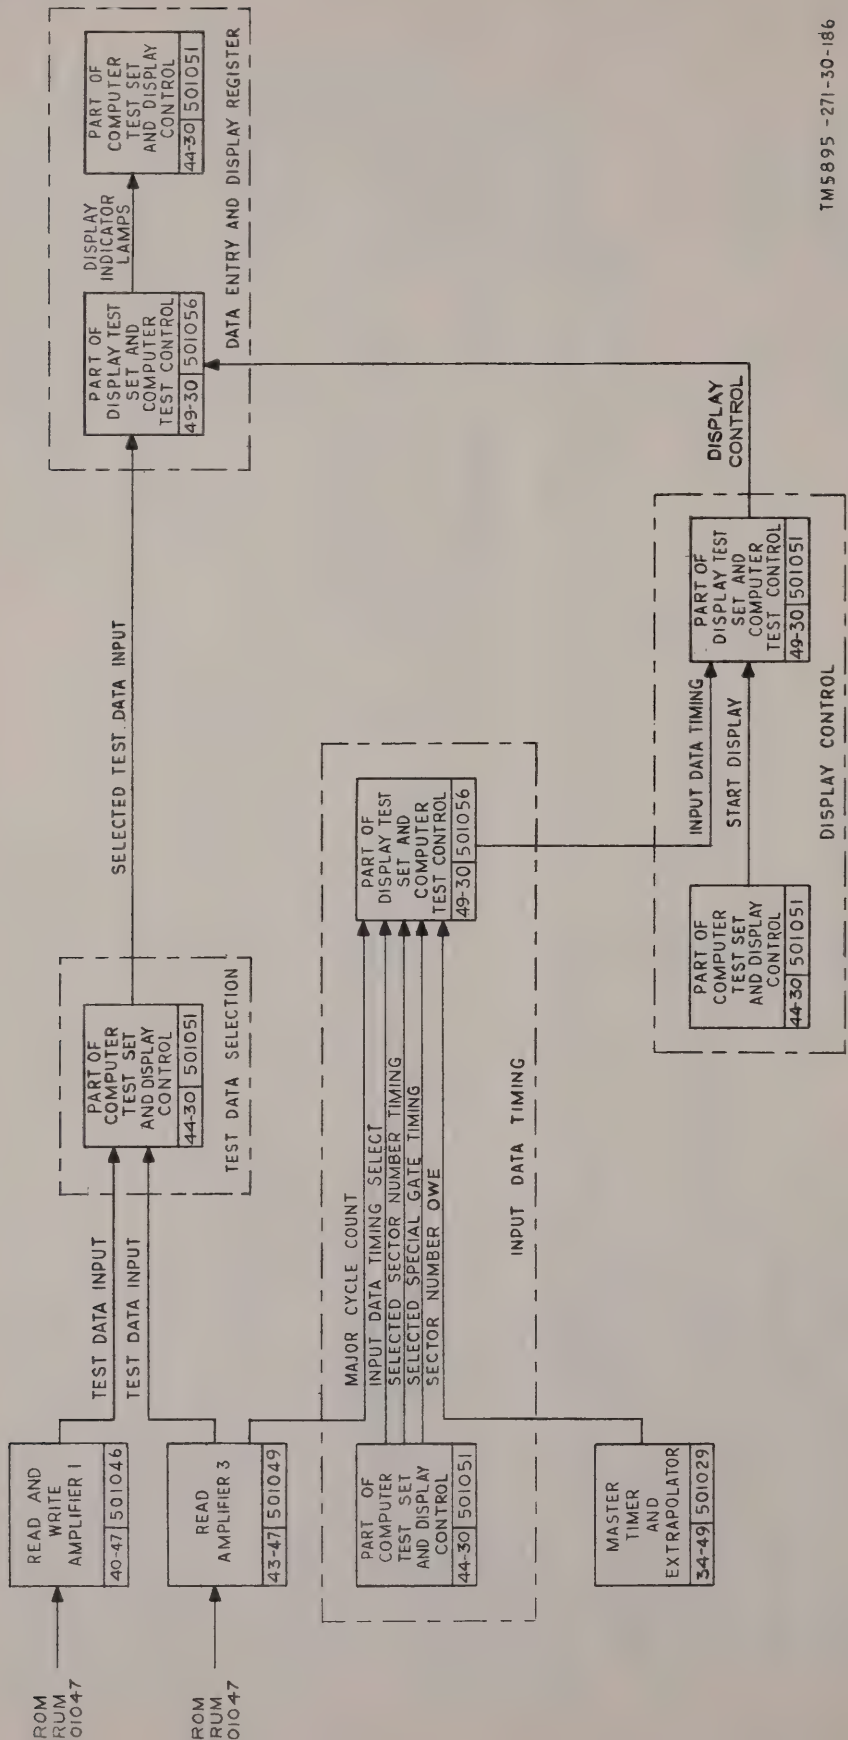 ROM
RUM
01047
READ AND
WRITE
AMPLIFIER 1
40-47 501046
TEST DATA INPUT
TEST DATA INPUT
ROM
RUM
01047
READ
AMPLIFIER 3
43-47 501049
PART OF
COMPUTER
TEST SET
AND DISPLAY
CONTROL
44-30 501051
TEST DATA SELECTION
SELECTED TEST DATA INPUT
PART OF
DISPLAY TEST
SET AND
COMPUTER
TEST CONTROL
49-30 501056
DISPLAY
INDICATOR
LAMPS
PART OF
COMPUTER
TEST SET
AND DISPLAY
CONTROL
44-30 501051
DATA ENTRY AND DISPLAY REGISTER
PART OF
COMPUTER
TEST SET
AND DISPLAY
CONTROL
44-30 501051
MAJOR CYCLE COUNT
INPUT DATA TIMING SELECT
SELECTED SECTOR NUMBER TIMING
SELECTED SPECIAL GATE TIMING
SECTOR NUMBER OWE
PART OF
DISPLAY TEST
SET AND
COMPUTER
TEST CONTROL
49-30 501056
INPUT DATA TIMING
MASTER
TIMER
AND
EXTRAPOLATOR
34-49 501029
PART OF
COMPUTER
TEST SET
AND DISPLAY
CONTROL
44-30 501051
INPUT DATA TIMING
START DISPLAY
PART OF
DISPLAY TEST
SET AND
COMPUTER
TEST CONTROL
49-30 501051
DISPLAY CONTROL
DISPLAY
CONTROL
TM5895-271-30-186